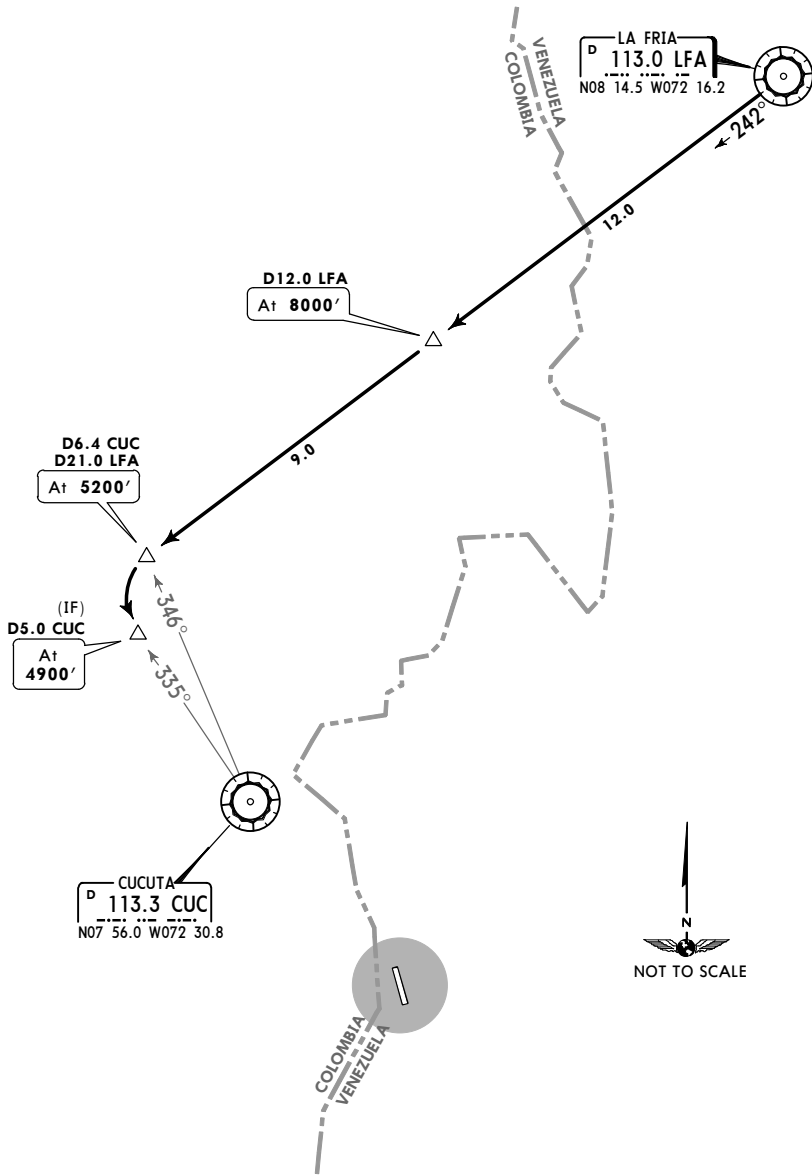 LA FRIA
D 113.0 LFA
N08 14.5 W072 16.2
VENEZUELA
COLOMBIA
242°
12.0
D12.0 LFA
At 8000′
9.0
D6.4 CUC
D21.0 LFA
At 5200′
(IF)
D5.0 CUC
At
4900′
346°
335°
CUCUTA
D 113.3 CUC
N07 56.0 W072 30.8
N
NOT TO SCALE
COLOMBIA
VENEZUELA